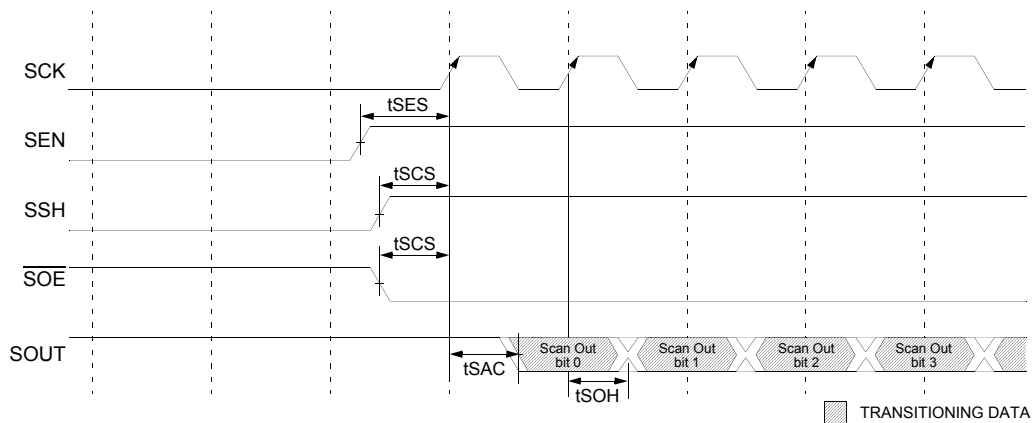 SCK
tSES
SEN
tSCS
SSH
tSCS
SOE
SOUT
Scan Out
bit 0
Scan Out
bit 1
Scan Out
bit 2
Scan Out
bit 3
tSAC
tSOH
TRANSITIONING DATA